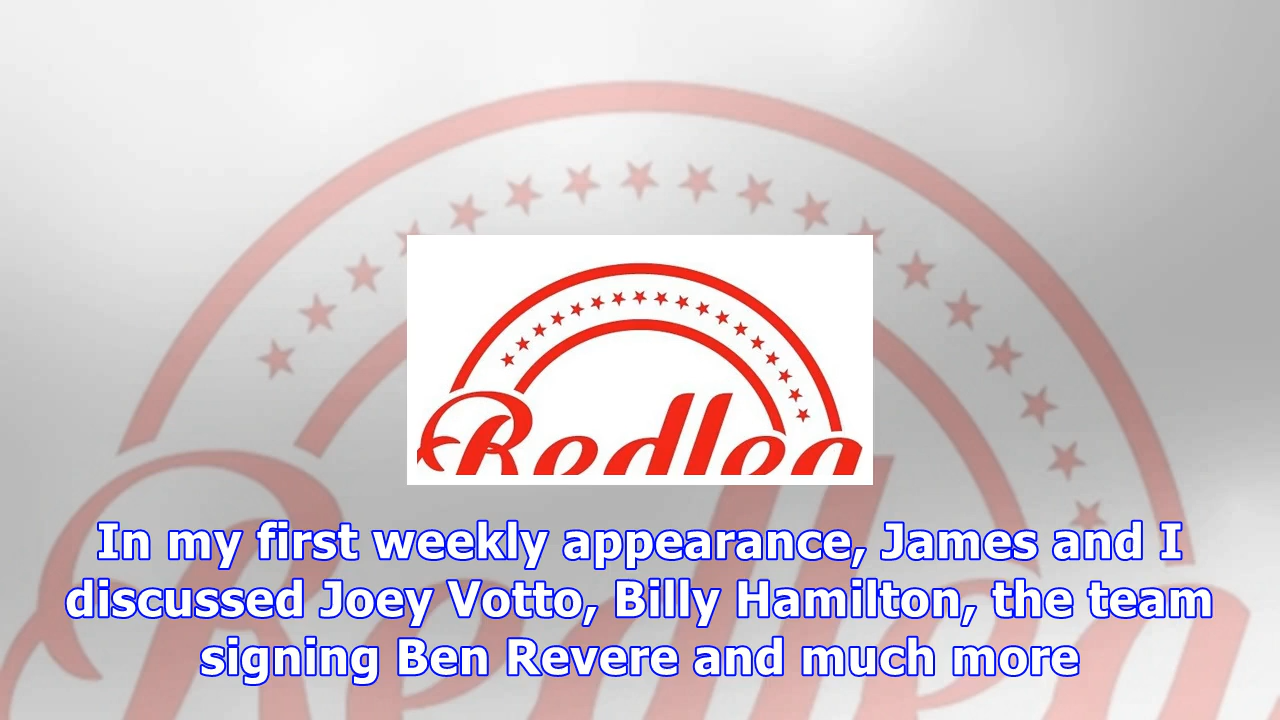 Redleg
In my first weekly appearance, James and I
discussed Joey Votto, Billy Hamilton, the team
signing Ben Revere and much more